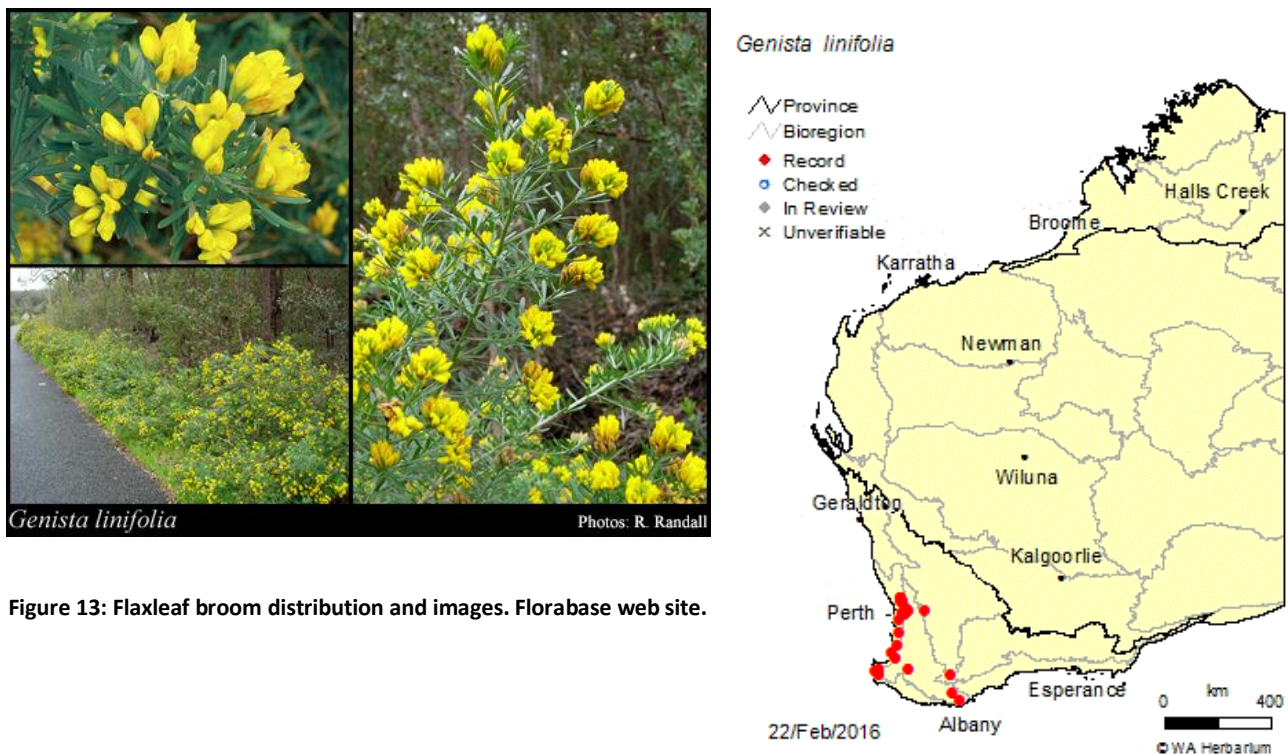 Genista linifolia
Photos: R. Randall
Figure 13: Flaxleaf broom distribution and images. Florabase web site.
Genista linifolia
Province
Bioregion
Record
Checked
In Review
Unverifiable
Halls Creek
Broome
Karratha
Newman
Wiluna
Geraldton
Kalgoorlie
Perth
Esperance
Albany
0 km 400
22/Feb/2016
© WA Herbarium